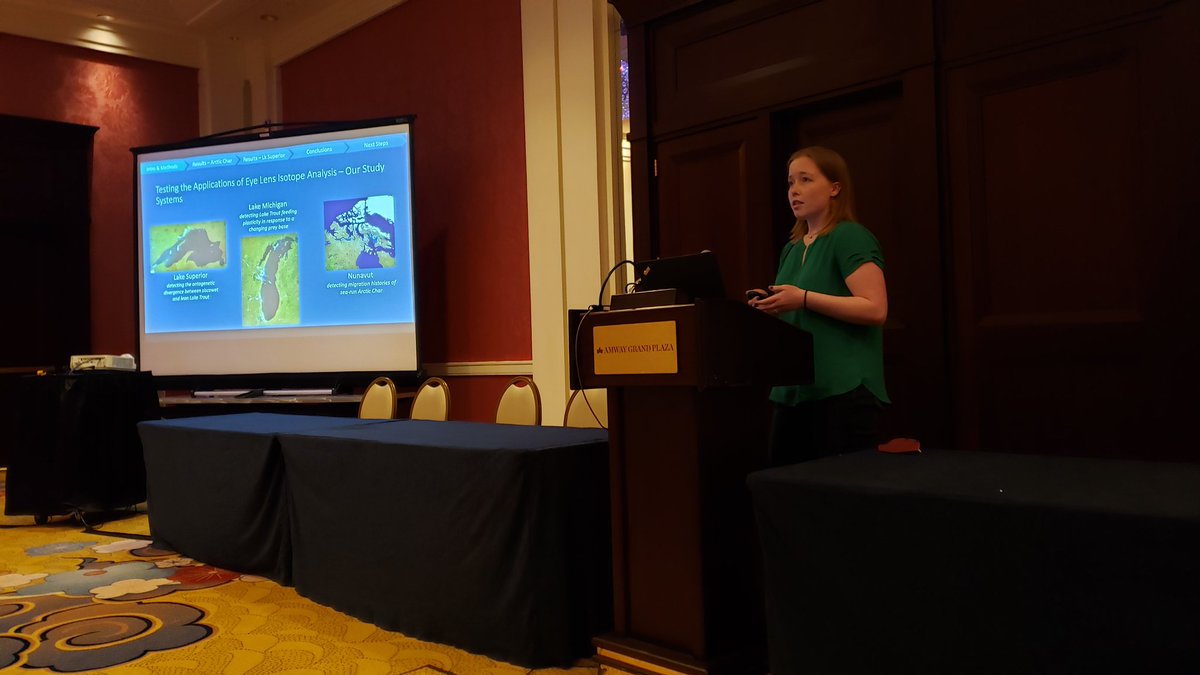 Intro & Methods
Results – Arctic Char
Results – Lk Superior
Conclusions
Next Steps
Testing the Applications of Eye Lens Isotope Analysis – Our Study
Systems
Lake Superior
detecting the ontogenetic
divergency between siscowet
and lean Lake Trout
Lake Michigan
detecting Lake Trout feeding
plasticity in response to a
changing prey base
Nunavut
detecting migration histories of
sea-run Arctic Char
AMWAY GRAND PLAZA